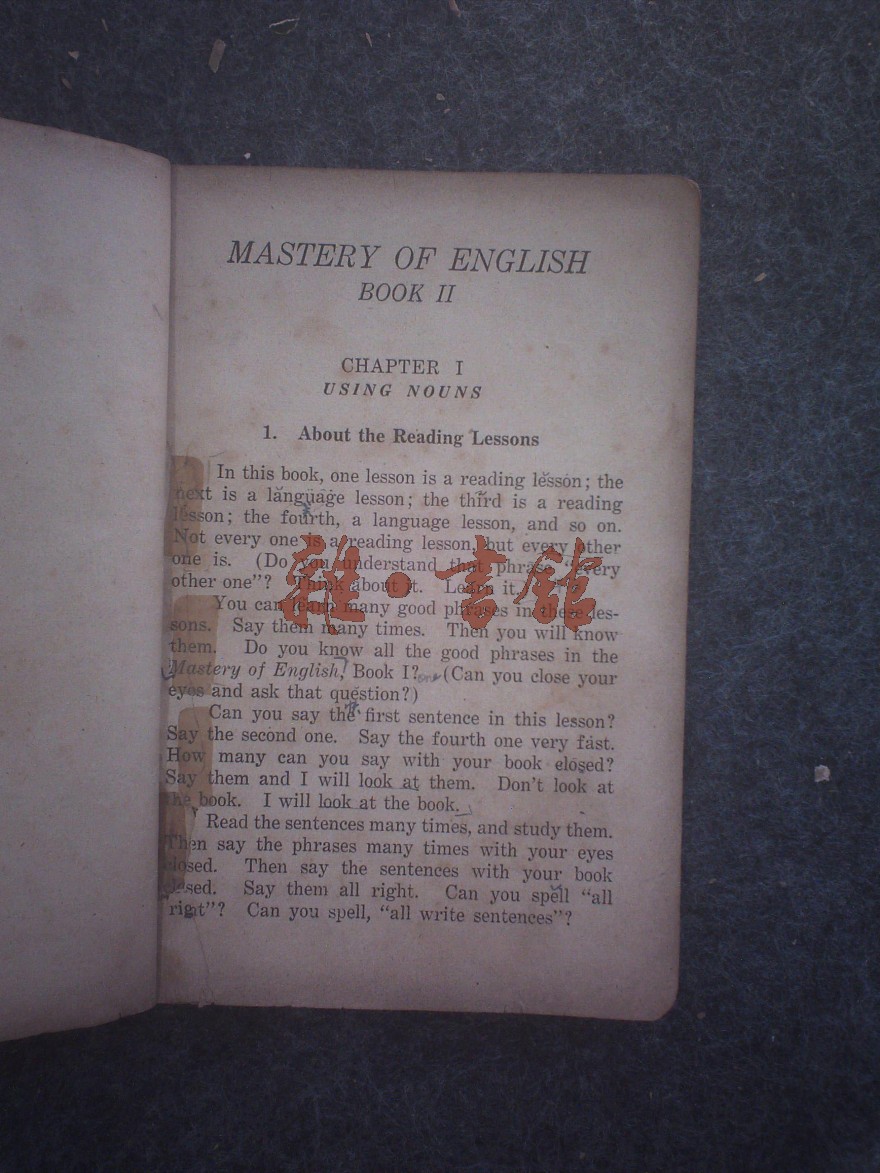 MASTERY OF ENGLISH
BOOK II
CHAPTER I
USING NOUNS
1. About the Reading Lessons
In this book, one lesson is a reading lesson; the
next is a language lesson; the third is a reading
lesson; the fourth, a language lesson, and so on.
Not every one is a reading lesson, but every other
one is. (Do you understand that phrase "every
other one"? Think about it. Learn it.
You can learn many good phrases in these les-
sons. Say them many times. Then you will know
them. Do you know all the good phrases in the
Mastery of English, Book I? one (Can you close your
eyes and ask that question?)
Can you say the first sentence in this lesson?
Say the second one. Say the fourth one very fast.
How many can you say with your book closed?
Say them and I will look at them. Don't look at
the book. I will look at the book.
Read the sentences many times, and study them.
Then say the phrases many times with your eyes
closed. Then say the sentences with your book
closed. Say them all right. Can you spell "all
right"? Can you spell, "all write sentences"?
雜·書館